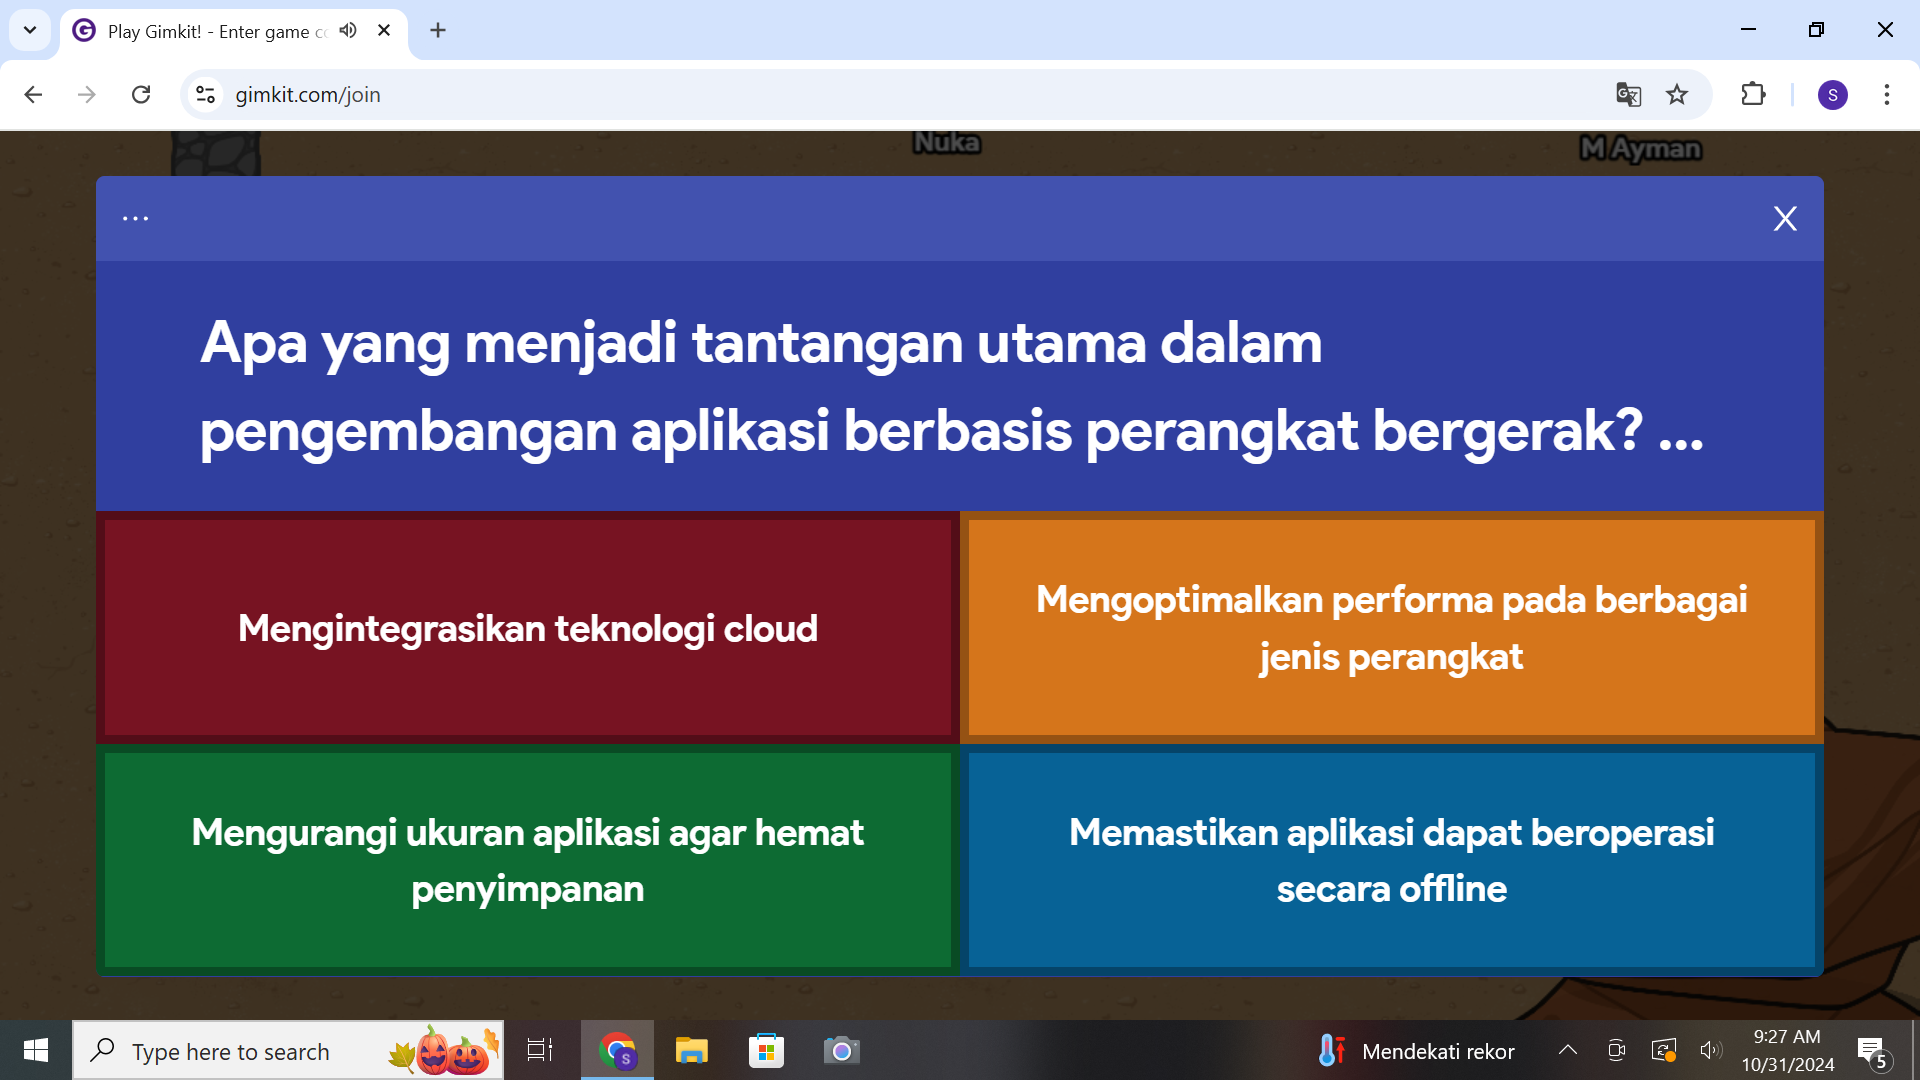 Play Gimkit! - Enter game co
gimkit.com/join
S
Nuka
M Ayman
...
X
Apa yang menjadi tantangan utama dalam
pengembangan aplikasi berbasis perangkat bergerak? ...
Mengintegrasikan teknologi cloud
Mengoptimalkan performa pada berbagai
jenis perangkat
Mengurangi ukuran aplikasi agar hemat
penyimpanan
Memastikan aplikasi dapat beroperasi
secara offline
Type here to search
S
Mendekati rekor
9:27 AM
10/31/2024
5